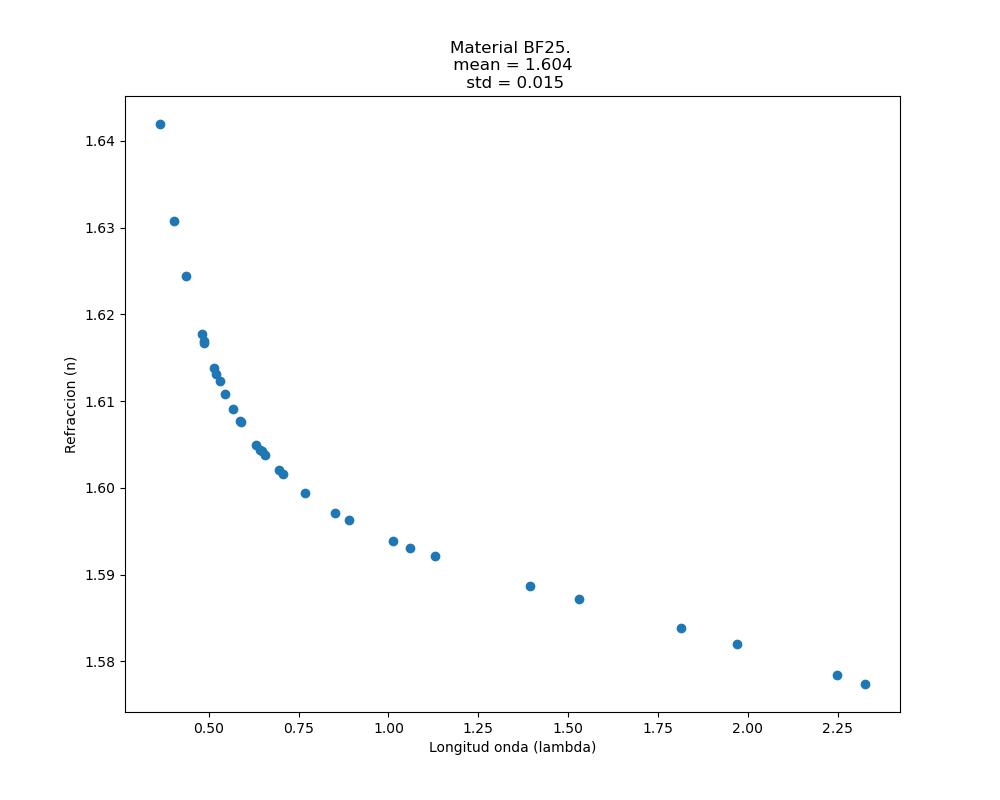 Material BF25.
mean = 1.604
std = 0.015
1.64
1.63
1.62
1.61
1.60
1.59
1.58
Refraccion (n)
0.50 0.75 1.00 1.25 1.50 1.75 2.00 2.25
Longitud onda (lambda)